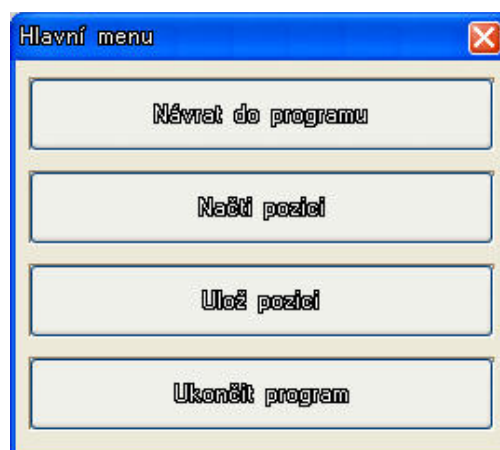 Hlavní menu
Návrat do programu
Načti pozici
Ulož pozici
Ukončit program